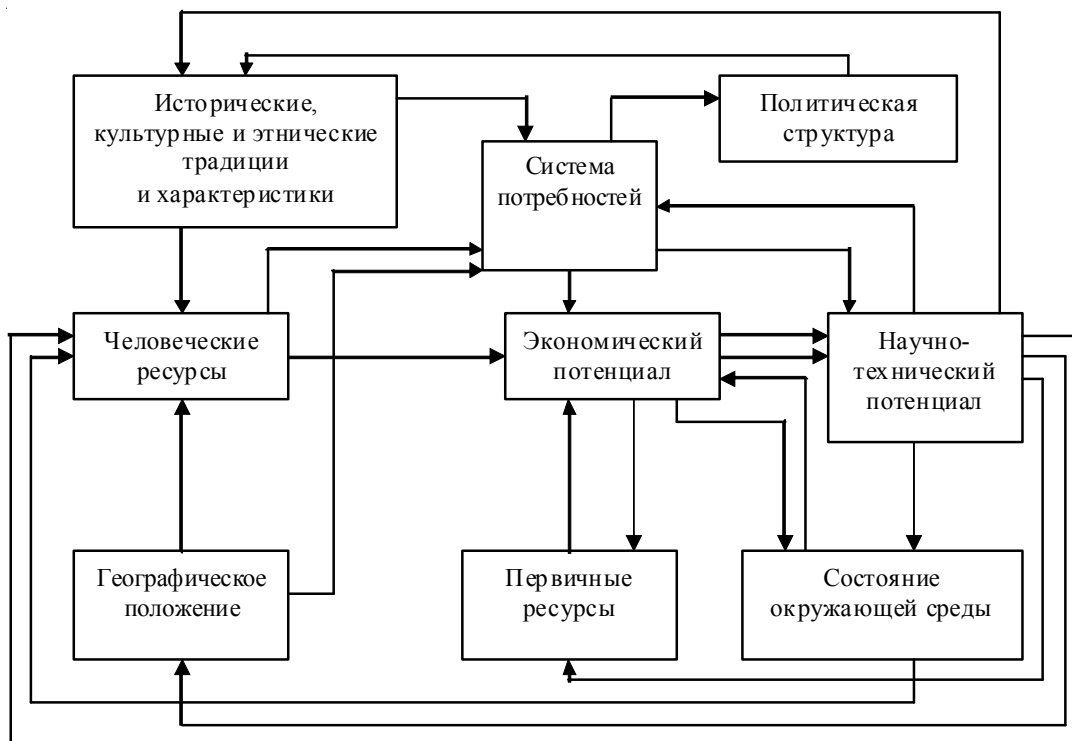 Исторические,
культурные и этнические
традиции
и характеристики
Политическая
структура
Система
потребностей
Человеческие
ресурсы
Экономический
потенциал
Научно-
технический
потенциал
Географическое
положение
Первичные
ресурсы
Состояние
окружающей среды